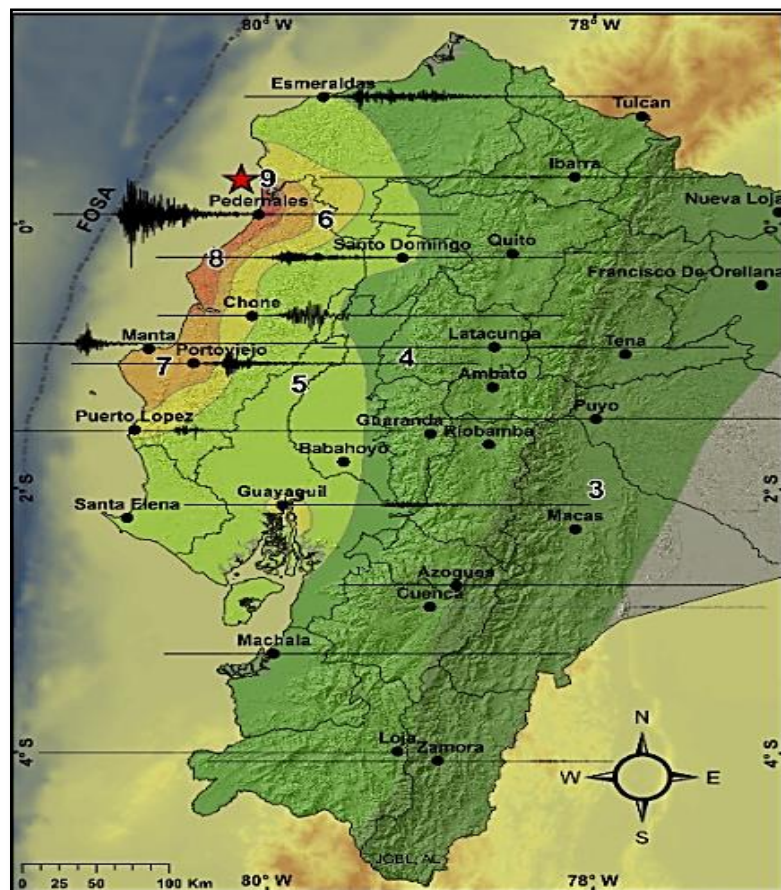 80° W 78° W
Esmeraldas
Tulcan
Ibarra
9
FOSA
Pedernales
Nueva Loja
6
0°
0°
Santo Domingo
Quito
8
Francisco De Orellana
Chone
Manta
Latacunga
Tena
Portoviejo
4
7
5
Ambato
Puerto Lopez
Guaranda
Puyo
Riobamba
Babahoyo
2°S
2°S
3
Guayaquil
Santa Elena
Macas
Azogues
Cuenca
Machala
N
Loja
Zamora
4°S
4°S
W E
S
JGBL, AL
0 25 50 100 Km
80° W 78° W